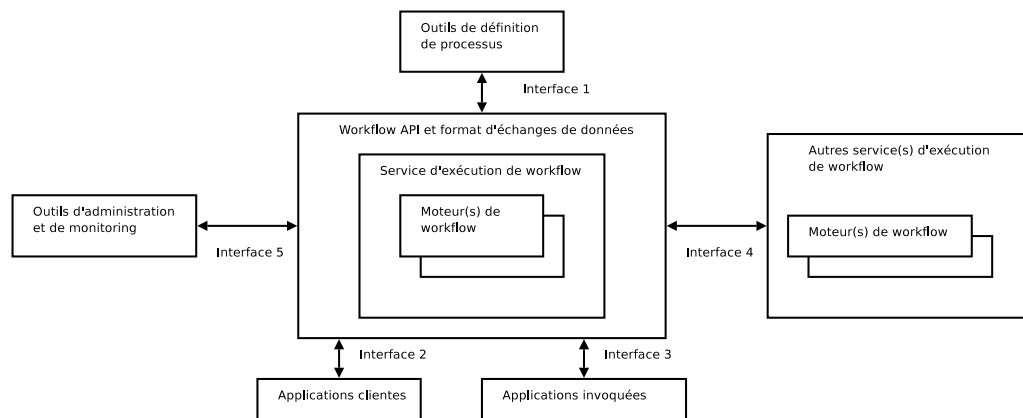 Outils de définition
de processus
Interface 1
Workflow API et format d'échanges de données
Service d'exécution de workflow
Moteur(s) de
workflow
Autres service(s) d'exécution
de workflow
Moteur(s) de workflow
Outils d'administration
et de monitoring
Interface 5
Interface 4
Interface 2
Interface 3
Applications clientes
Applications invoquées